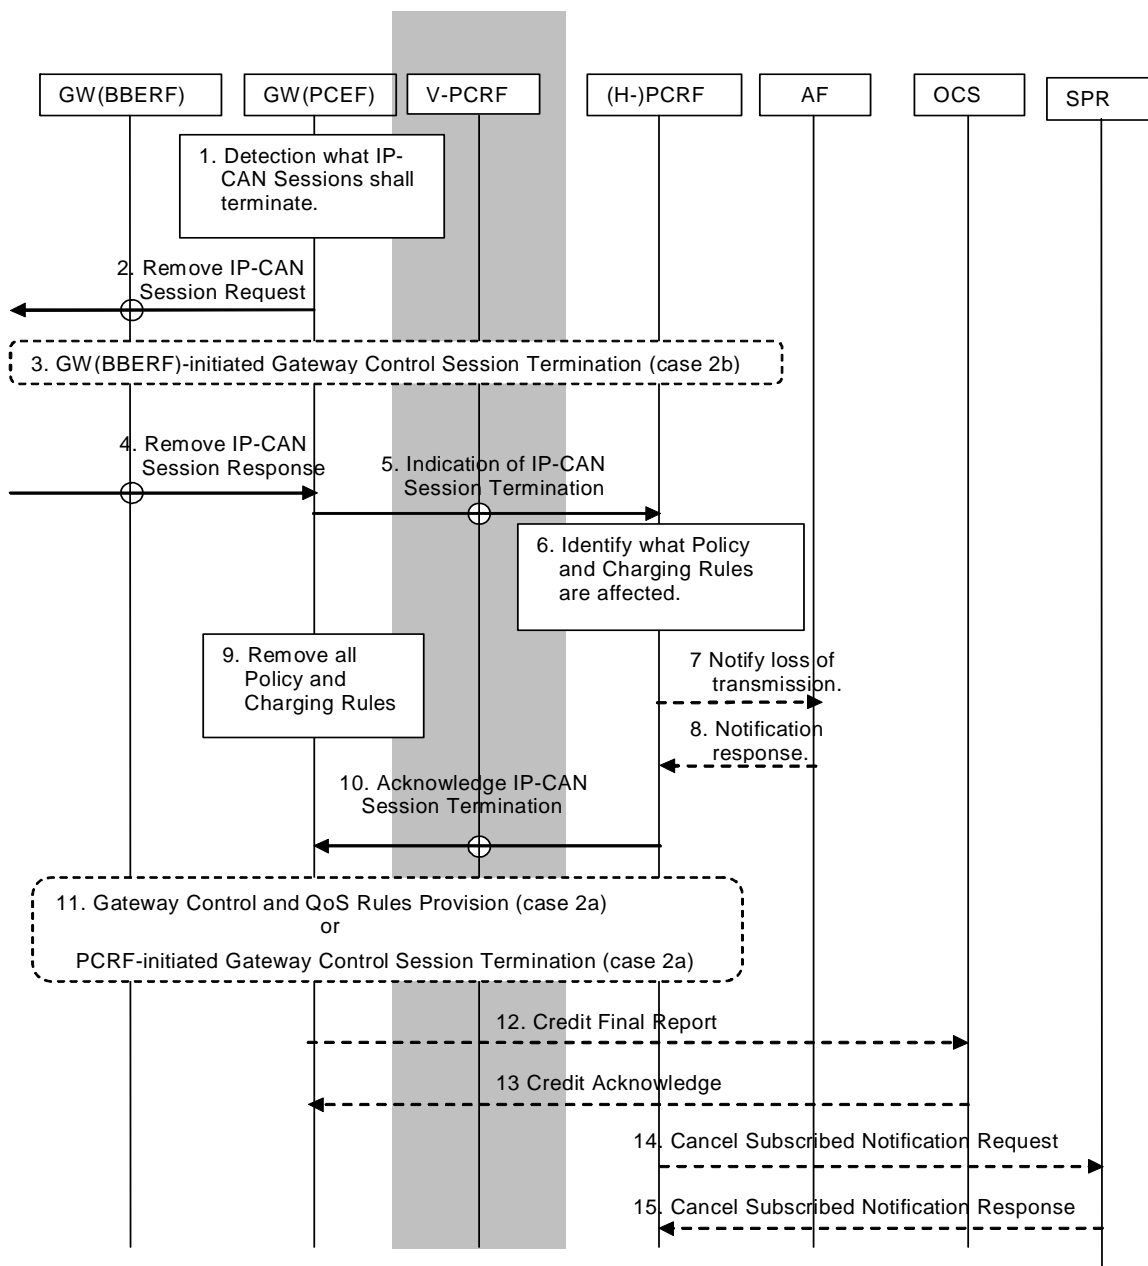 GW(BBERF)
GW(PCEF)
V-PCRF
(H-)PCRF
AF
OCS
SPR
1. Detection what IP-
CAN Sessions shall
terminate.
2. Remove IP-CAN
Session Request
3. GW(BBERF)-initiated Gateway Control Session Termination (case 2b)
4. Remove IP-CAN
Session Response
5. Indication of IP-CAN
Session Termination
6. Identify what Policy
and Charging Rules
are affected.
9. Remove all
Policy and
Charging Rules
7 Notify loss of
transmission.
8. Notification
response.
10. Acknowledge IP-CAN
Session Termination
11. Gateway Control and QoS Rules Provision (case 2a)
or
PCRF-initiated Gateway Control Session Termination (case 2a)
12. Credit Final Report
13 Credit Acknowledge
14. Cancel Subscribed Notification Request
15. Cancel Subscribed Notification Response